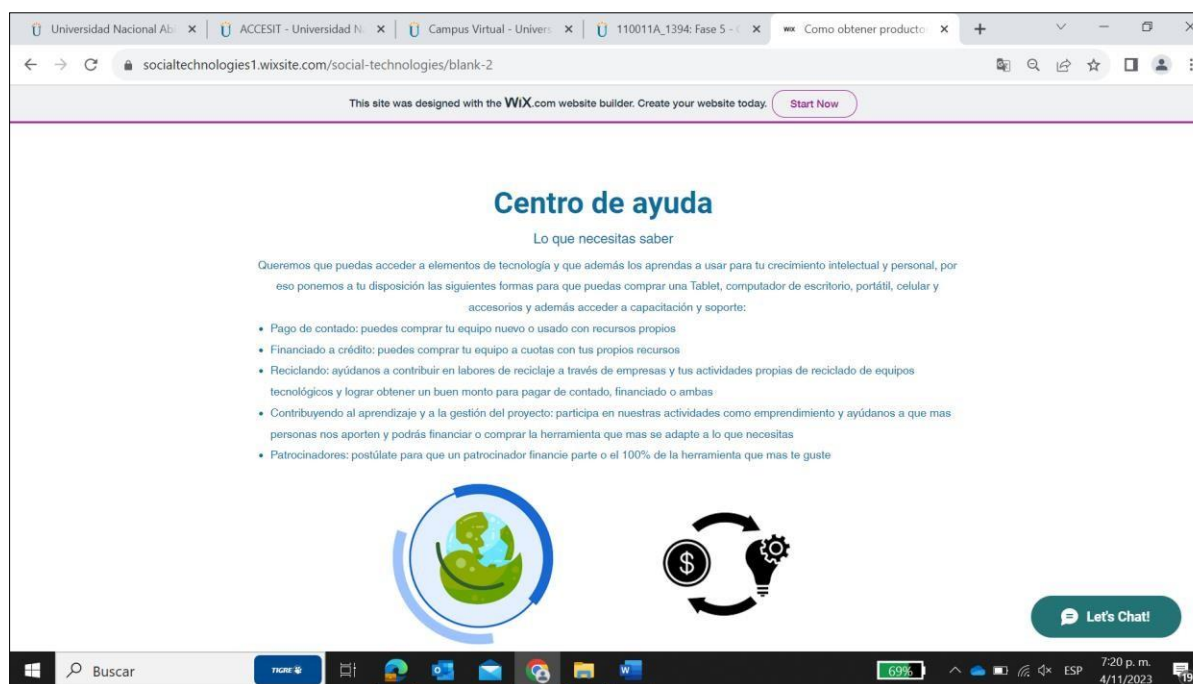 Universidad Nacional Ab
ACCESIT - Universidad N
Campus Virtual - Univers
110011A_1394: Fase 5 - 
WiX Como obtener producto
socialtechnologies1.wixsite.com/social-technologies/blank-2
This site was designed with the WiX.com website builder. Create your website today. Start Now
Centro de ayuda
Lo que necesitas saber
Queremos que puedas acceder a elementos de tecnología y que además los aprendas a usar para tu crecimiento intelectual y personal, por
eso ponemos a tu disposición las siguientes formas para que puedas comprar una Tablet, computador de escritorio, portátil, celular y
accesorios y además acceder a capacitación y soporte:
• Pago de contado: puedes comprar tu equipo nuevo o usado con recursos propios
• Financiado a crédito: puedes comprar tu equipo a cuotas con tus propios recursos
• Reciclando: ayúdanos a contribuir en labores de reciclaje a través de empresas y tus actividades propias de reciclado de equipos
tecnológicos y lograr obtener un buen monto para pagar de contado, financiado o ambas
• Contribuyendo al aprendizaje y a la gestión del proyecto: participa en nuestras actividades como emprendimiento y ayúdanos a que mas
personas nos aporten y podrás financiar o comprar la herramienta que mas se adapte a lo que necesitas
• Patrocinadores: postúlate para que un patrocinador financie parte o el 100% de la herramienta que mas te guste
$
Let's Chat!
Buscar
TIGRE
69%
ESP
7:20 p. m.
4/11/2023
19